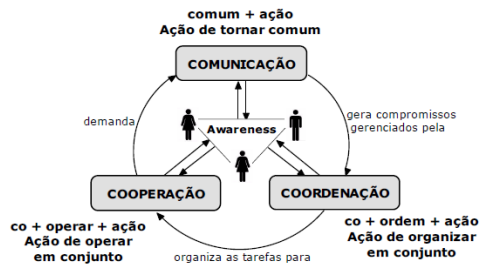 comum + ação
Ação de tornar comum
COMUNICAÇÃO
demanda
Awareness
gera compromissos
gerenciados pela
COOPERAÇÃO
COORDENAÇÃO
co + operar + ação
Ação de operar
em conjunto
co + ordem + ação
Ação de organizar
em conjunto
organiza as tarefas para